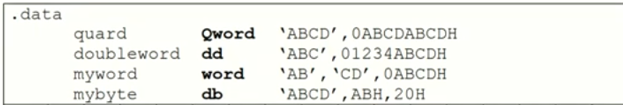 .data
quard Qword ‘ABCD’,0ABCDABCDH
doubleword dd ‘ABC’,01234ABCDH
myword word ‘AB’,‘CD’,0ABCDH
mybyte db ‘ABCD’,ABH,20H